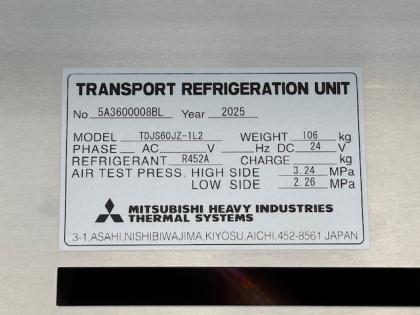 TRANSPORT REFRIGERATION UNIT
No 5A3600008BL Year 2025
MODEL TDJS60JZ-1L2 WEIGHT 106 kg
PHASE AC V Hz DC 24 V
REFRIGERANT R452A CHARGE kg
AIR TEST PRESS, HIGH SIDE 3.24 MPa
LOW SIDE 2.26 MPa
MITSUBISHI HEAVY INDUSTRIES
THERMAL SYSTEMS
3-1,ASAHI,NISHIBIWAJIMA,KIYOSU,AICHI,452-8561 JAPAN